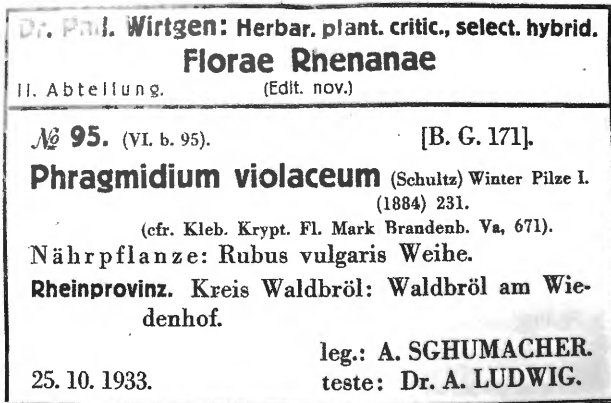 Dr. Phil. Wirtgen: Herbar. plant. critic., select. hybrid.
Florae Rhenanae
II. Abteilung. (Edit. nov.)
№ 95. (VI. b. 95). [B. G. 171].
Phragmidium violaceum (Schultz) Winter Pilze I.
(1884) 231.
(cfr. Kleb. Krypt. Fl. Mark Brandenb. Va, 671).
Nährpflanze: Rubus vulgaris Weihe.
Rheinprovinz. Kreis Waldbröl: Waldbröl am Wie-
denhof.
leg.: A. SGHUMACHER.
25. 10. 1933. teste: Dr. A. LUDWIG.